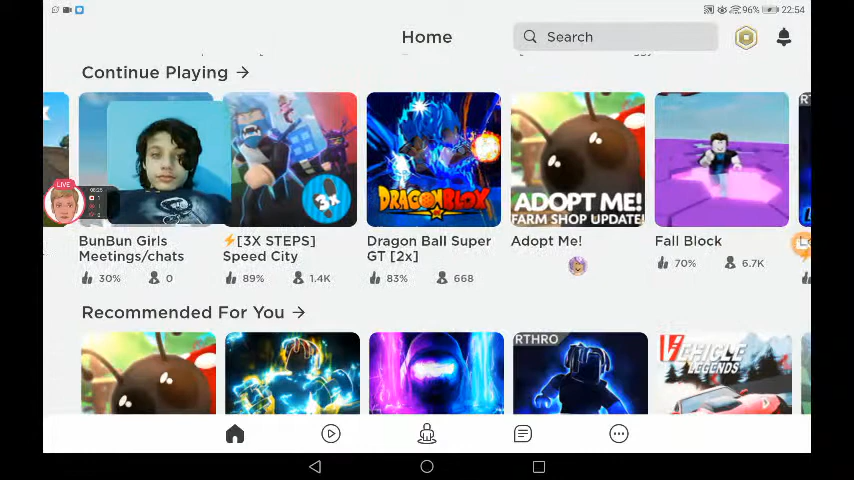 96% 22:54
Home
Search
Continue Playing →
LIVE
3x
DRAGON BLOX
ADOPT ME!
FARM SHOP UPDATE!
BunBun Girls
Meetings/chats
30% 0
⚡[3X STEPS]
Speed City
89% 1.4K
Dragon Ball Super
GT [2x]
83% 668
Adopt Me!
Fall Block
70% 6.7K
Recommended For You →
RTHRO
VEHICLE
LEGENDS